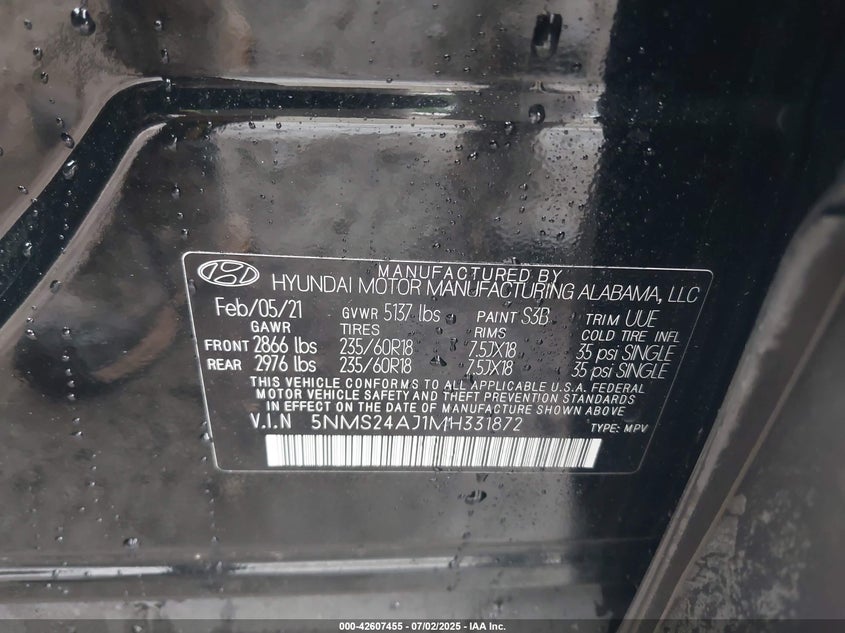 MANUFACTURED BY
HYUNDAI MOTOR MANUFACTURING ALABAMA, LLC
Feb/05/21 GVWR 5137 lbs PAINT S3B TRIM UUE
GAWR TIRES RIMS COLD TIRE INFL
FRONT 2866 lbs 235/60R18 7.5JX18 35 psi SINGLE
REAR 2976 lbs 235/60R18 7.5JX18 35 psi SINGLE
THIS VEHICLE CONFORMS TO ALL APPLICABLE U.S.A. FEDERAL
MOTOR VEHICLE SAFETY AND THEFT PREVENTION STANDARDS
IN EFFECT ON THE DATE OF MANUFACTURE SHOWN ABOVE
V.I.N 5NMS24AJ1MH331872 TYPE: MPV
000-42607455 - 07/02/2025 - IAA Inc.